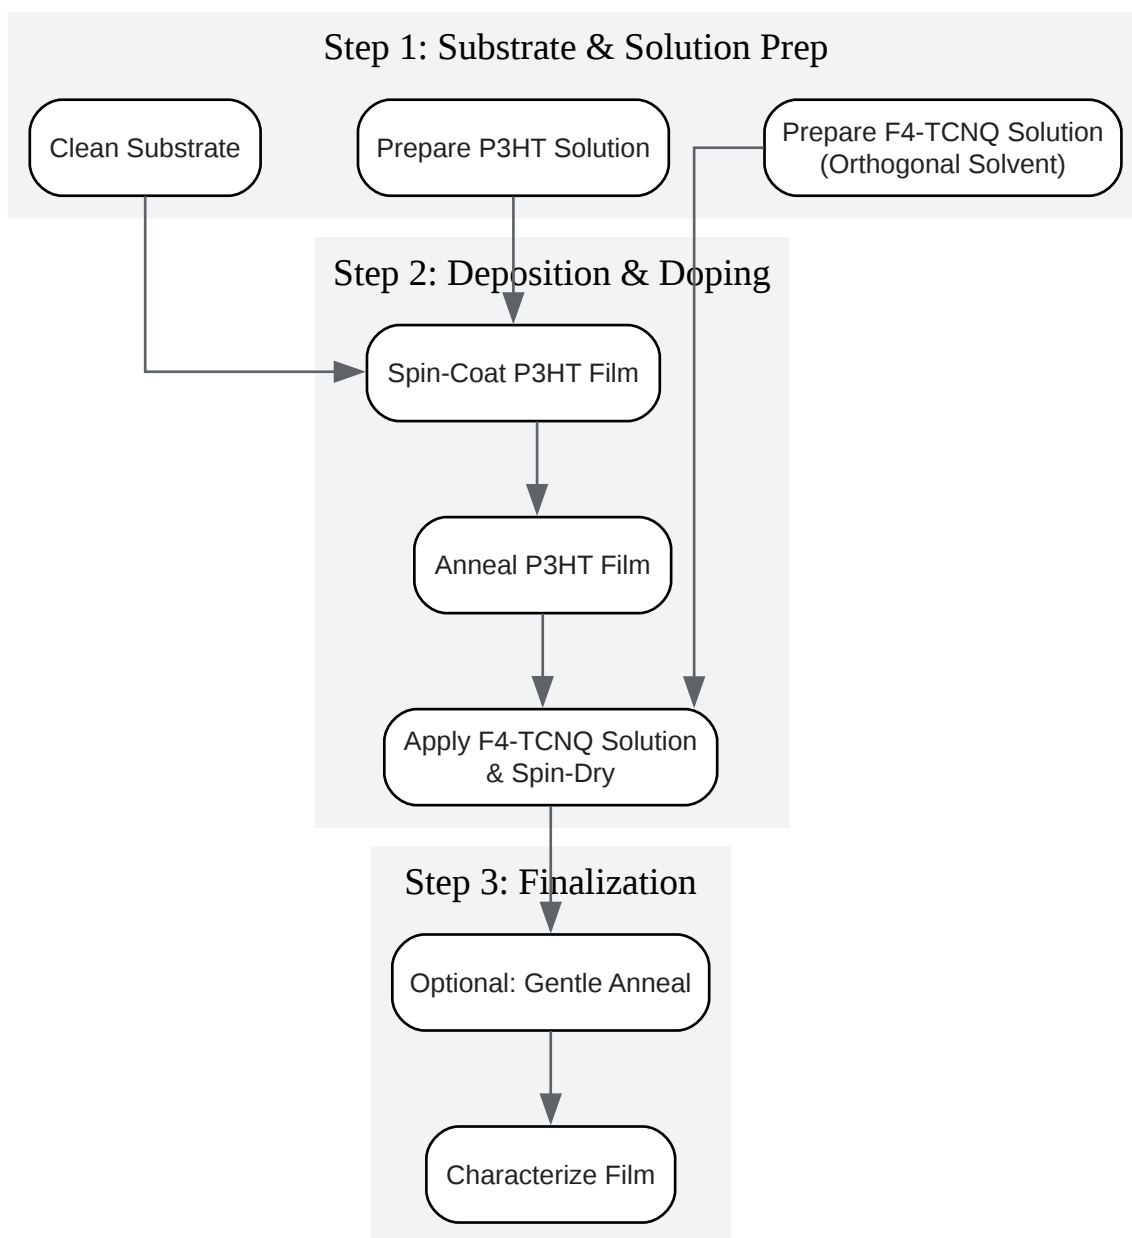 Step 1: Substrate & Solution Prep
Clean Substrate
Prepare P3HT Solution
Prepare F4-TCNQ Solution
(Orthogonal Solvent)
Step 2: Deposition & Doping
Spin-Coat P3HT Film
Anneal P3HT Film
Apply F4-TCNQ Solution
& Spin-Dry
Step 3: Finalization
Optional: Gentle Anneal
Characterize Film